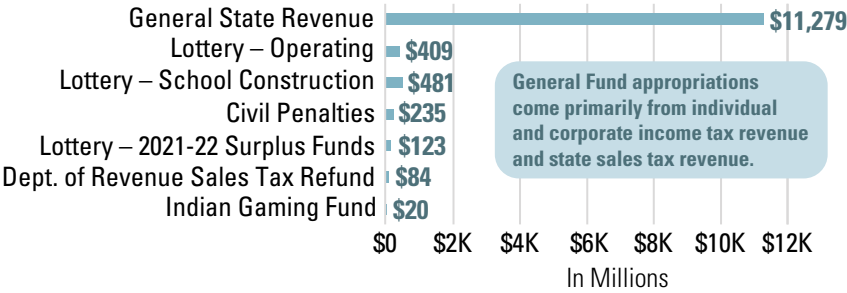 General State Revenue $11,279
Lottery – Operating $409
Lottery – School Construction $481
Civil Penalties $235
Lottery – 2021-22 Surplus Funds $123
Dept. of Revenue Sales Tax Refund $84
Indian Gaming Fund $20
General Fund appropriations
come primarily from individual
and corporate income tax revenue
and state sales tax revenue.
$0 $2K $4K $6K $8K $10K $12K
In Millions